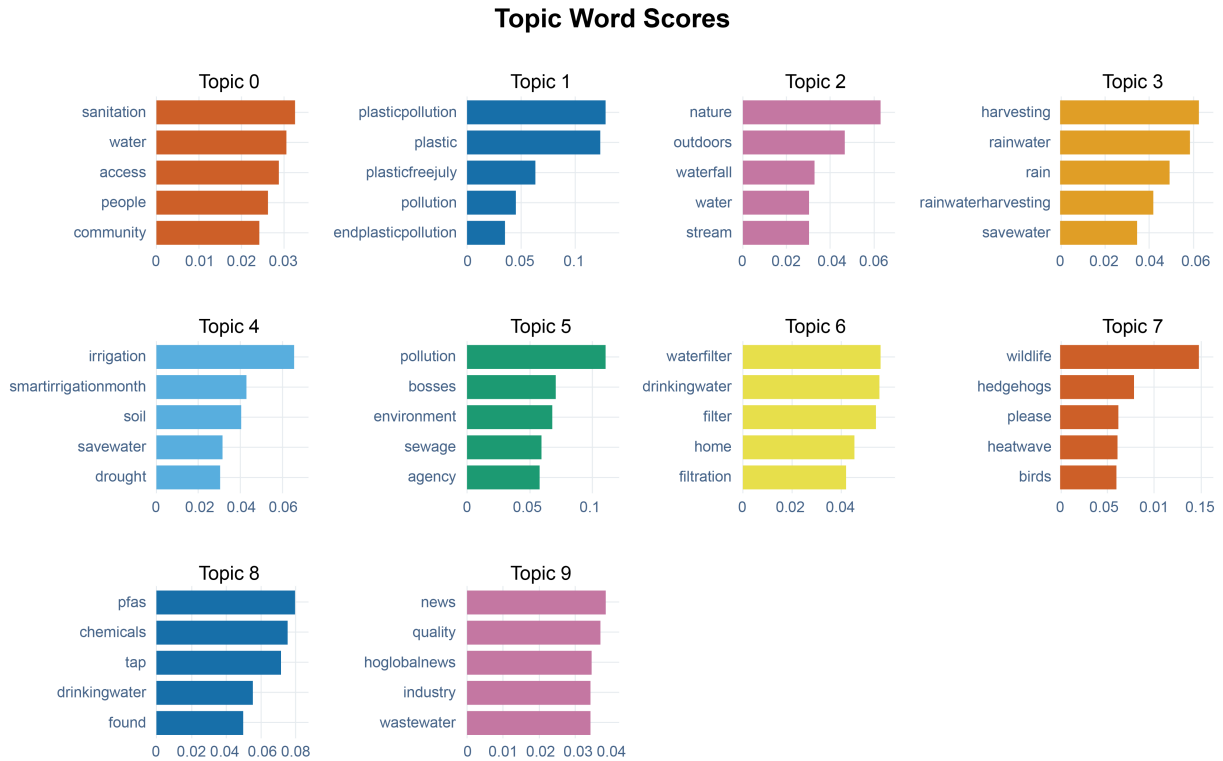 Topic Word Scores
Topic 0
sanitation
water
access
people
community
0 0.01 0.02 0.03
Topic 1
plasticpollution
plastic
plasticfreejuly
pollution
endplasticpollution
0 0.05 0.1
Topic 2
nature
outdoors
waterfall
water
stream
0 0.02 0.04 0.06
Topic 3
harvesting
rainwater
rain
rainwaterharvesting
savewater
0 0.02 0.04 0.06
Topic 4
irrigation
smartirrigationmonth
soil
savewater
drought
0 0.02 0.04 0.06
Topic 5
pollution
bosses
environment
sewage
agency
0 0.05 0.1
Topic 6
waterfilter
drinkingwater
filter
home
filtration
0 0.02 0.04
Topic 7
wildlife
hedgehogs
please
heatwave
birds
0 0.05 0.01 0.15
Topic 8
pfas
chemicals
tap
drinkingwater
found
0 0.02 0.04 0.06 0.08
Topic 9
news
quality
hoglobalnews
industry
wastewater
0 0.01 0.02 0.03 0.04